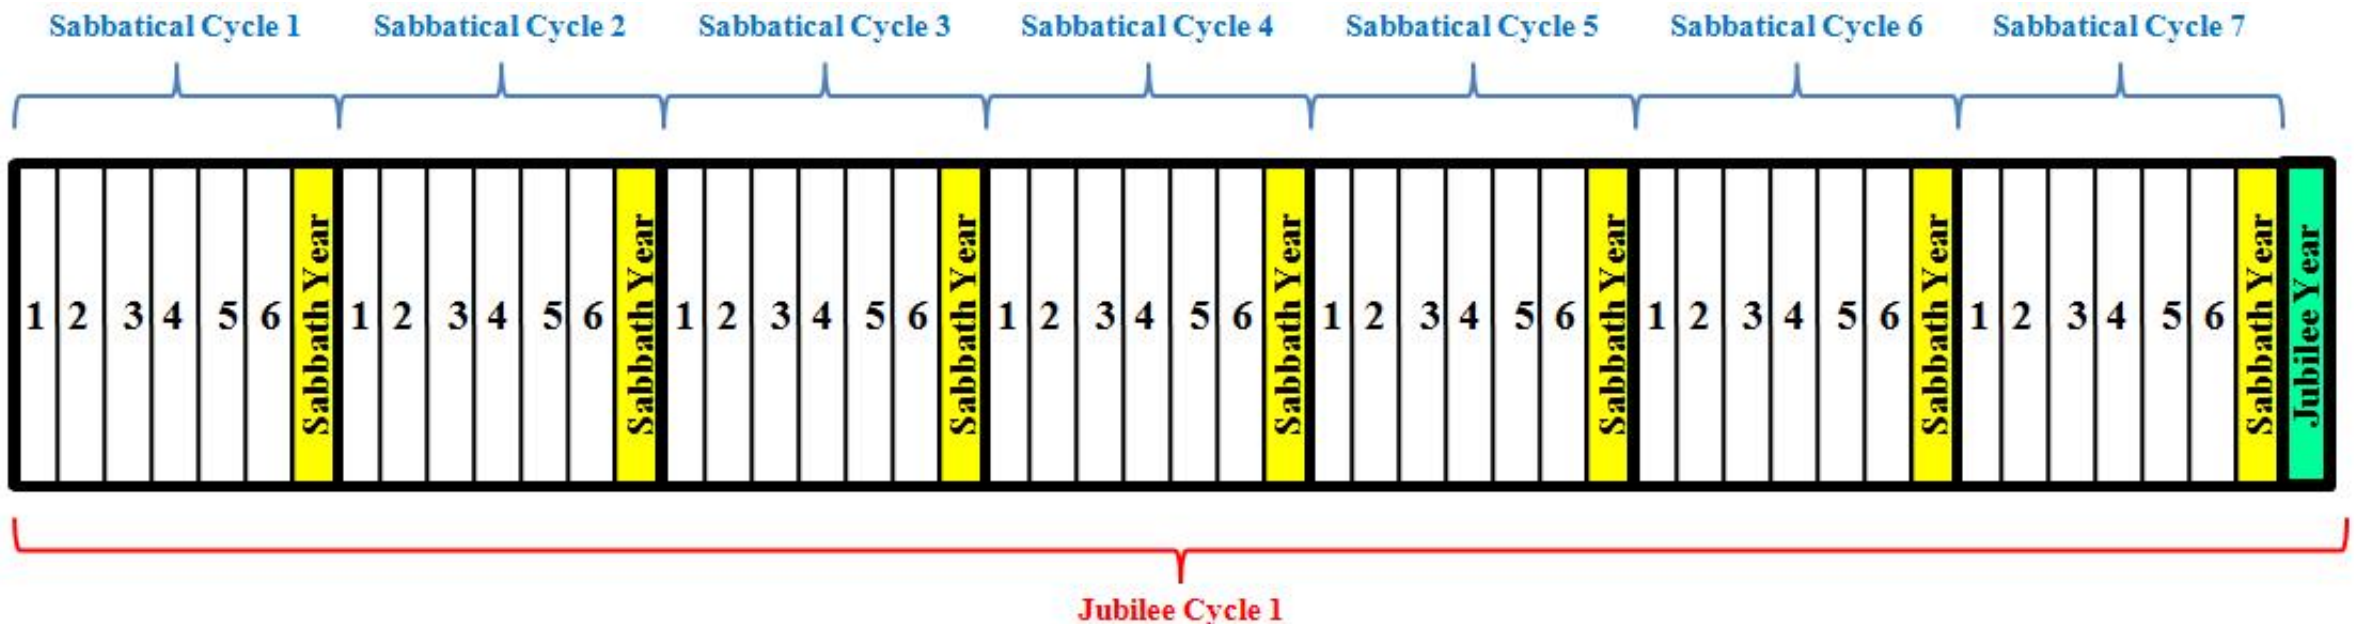 Sabbatical Cycle 1 Sabbatical Cycle 2 Sabbatical Cycle 3 Sabbatical Cycle 4 Sabbatical Cycle 5 Sabbatical Cycle 6 Sabbatical Cycle 7
1 2 3 4 5 6 Sabbath Year 1 2 3 4 5 6 Sabbath Year 1 2 3 4 5 6 Sabbath Year 1 2 3 4 5 6 Sabbath Year 1 2 3 4 5 6 Sabbath Year 1 2 3 4 5 6 Sabbath Year 1 2 3 4 5 6 Sabbath Year Jubilee Year
Jubilee Cycle 1